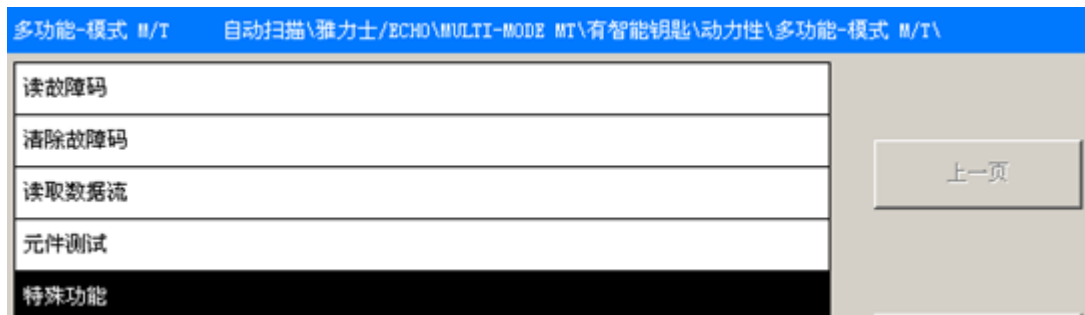 多功能-模式 M/T 自动扫描\雅力士/ECHO\MULTI-MODE MT\有智能钥匙\动力性\多功能-模式 M/T\
读故障码
清除故障码
上一页
读取数据流
元件测试
特殊功能